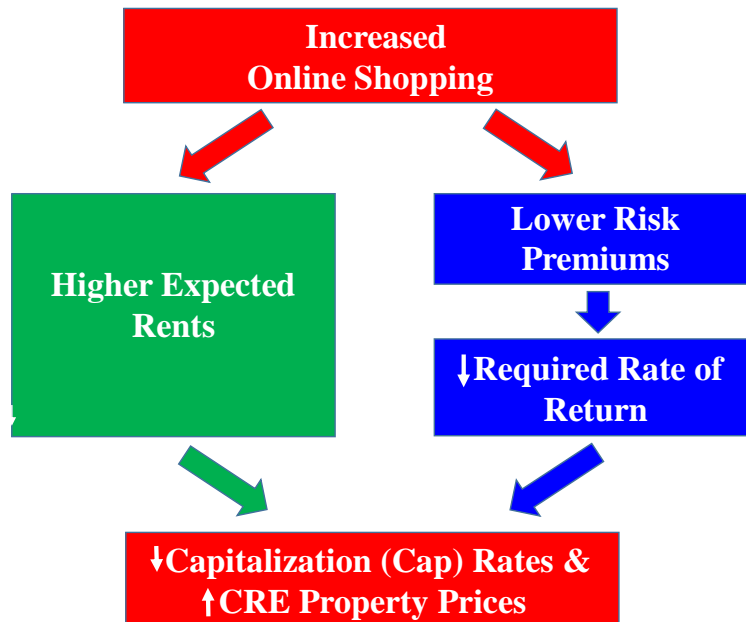 Increased
Online Shopping
Higher Expected
Rents
Lower Risk
Premiums
↓Required Rate of
Return
↓Capitalization (Cap) Rates &
↑CRE Property Prices